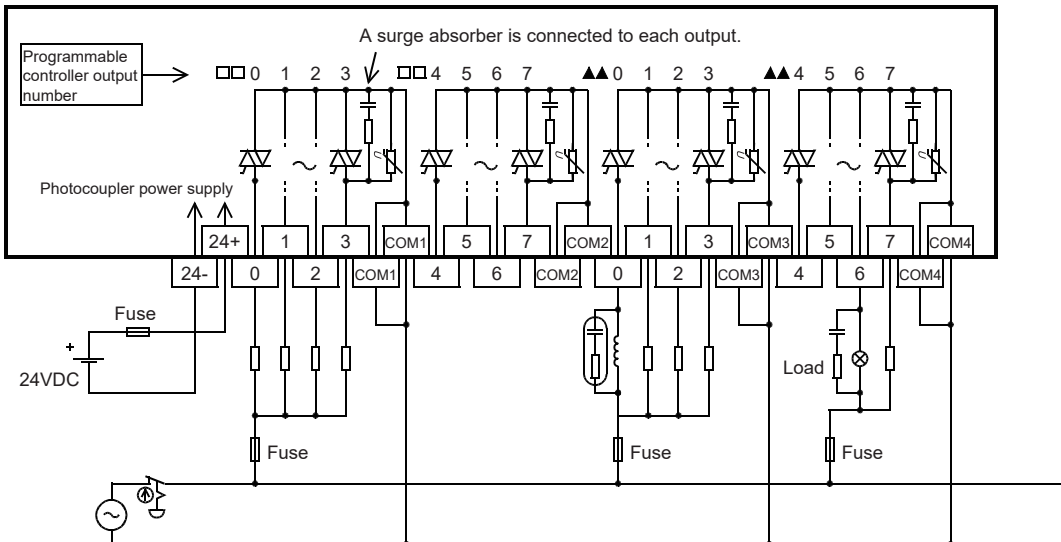 A surge absorber is connected to each output.
Programmable
controller output
number
□□ 0 1 2 3 □□ 4 5 6 7 ▲▲ 0 1 2 3 ▲▲ 4 5 6 7
Photocoupler power supply
24+ 1 3 COM1 5 7 COM2 1 3 COM3 5 7 COM4
24- 0 2 COM1 4 6 COM2 0 2 COM3 4 6 COM4
Fuse
+
24VDC
Load
Fuse Fuse Fuse